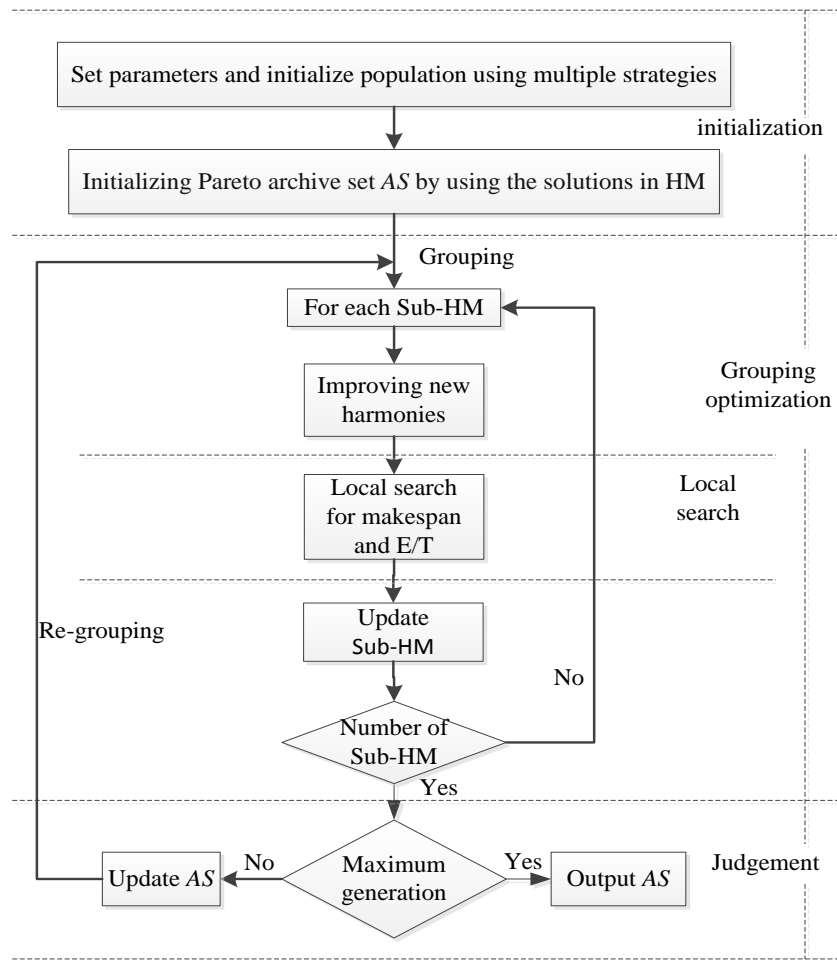 Set parameters and initialize population using multiple strategies
initialization
Initializing Pareto archive set AS by using the solutions in HM
Grouping
For each Sub-HM
Improving new
harmonies
Grouping
optimization
Local search
for makespan
and E/T
Local
search
Update
Sub-HM
Re-grouping
No
Number of
Sub-HM
Yes
Update AS
No
Maximum
generation
Yes
Output AS
Judgement